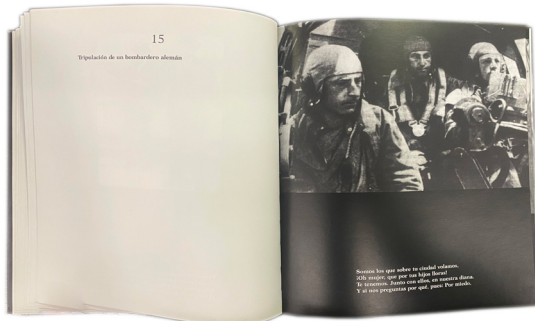 15
Tripulación de un bombardero alemán
Somos los que sobre tu ciudad volamos,
¡Oh mujer, que por tus hijos lloras!
Te tenemos. Junto con ellos, en nuestra diana.
Y si nos preguntas por qué, pues: Por miedo.